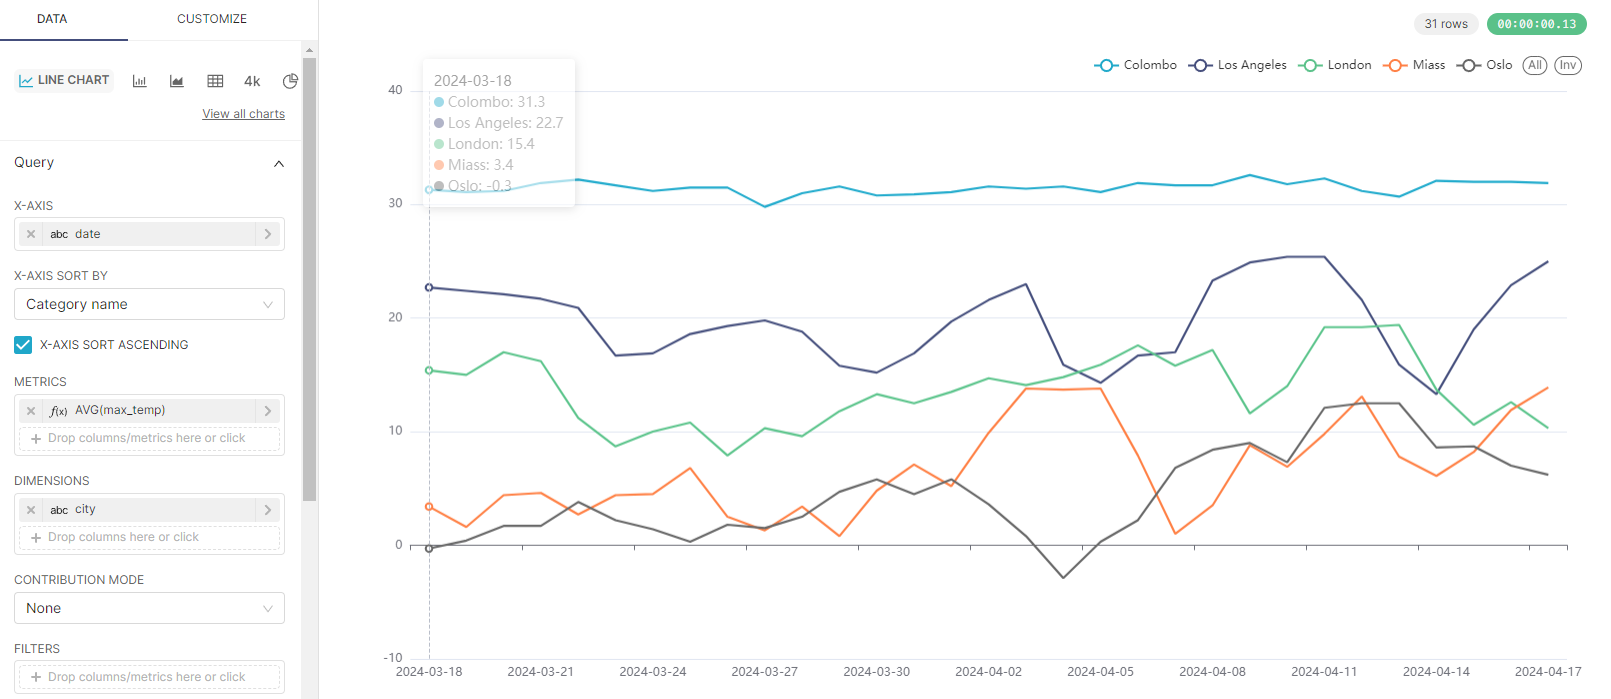 DATA
CUSTOMIZE
LINE CHART
4k
View all charts
Query
X-AXIS
abc date
X-AXIS SORT BY
Category name
X-AXIS SORT ASCENDING
METRICS
f(x) AVG(max_temp)
Drop columns/metrics here or click
DIMENSIONS
abc city
Drop columns here or click
CONTRIBUTION MODE
None
FILTERS
Drop columns/metrics here or click
31 rows
00:00:00.13
Colombo
Los Angeles
London
Miass
Oslo
All
Inv
2024-03-18
Colombo: 31.3
Los Angeles: 22.7
London: 15.4
Miass: 3.4
Oslo: -0.3
40
30
20
10
0
-10
2024-03-18
2024-03-21
2024-03-24
2024-03-27
2024-03-30
2024-04-02
2024-04-05
2024-04-08
2024-04-11
2024-04-14
2024-04-17